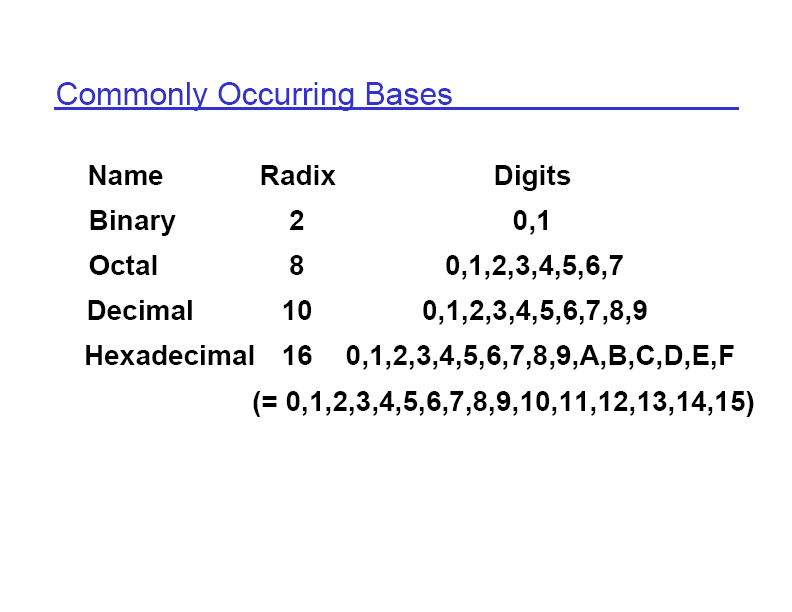 Commonly Occurring Bases
Name Radix Digits
Binary 2 0,1
Octal 8 0,1,2,3,4,5,6,7
Decimal 10 0,1,2,3,4,5,6,7,8,9
Hexadecimal 16 0,1,2,3,4,5,6,7,8,9,A,B,C,D,E,F
(= 0,1,2,3,4,5,6,7,8,9,10,11,12,13,14,15)